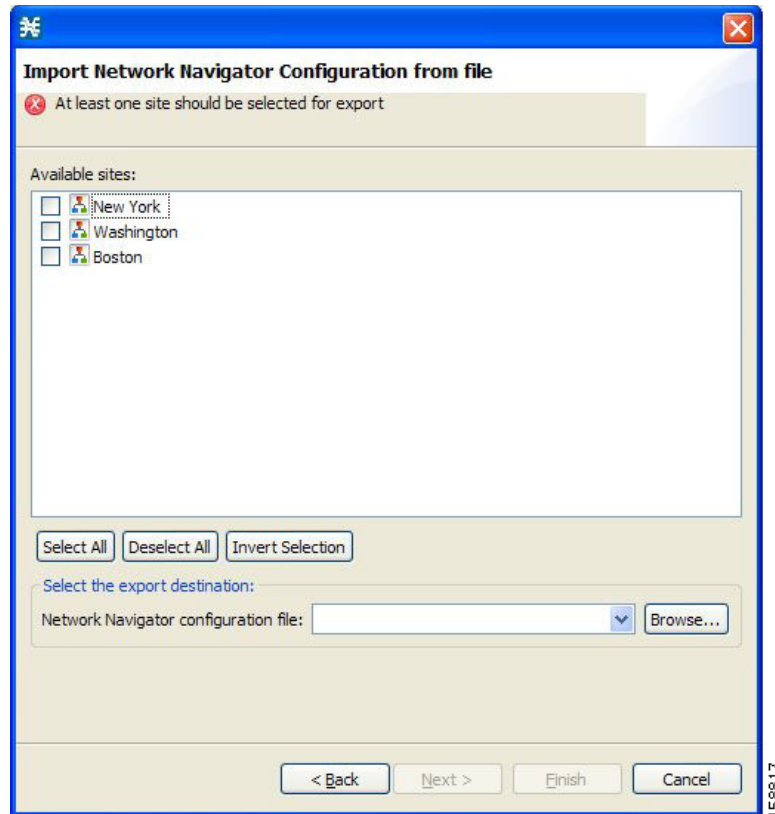 Import Network Navigator Configuration from file
At least one site should be selected for export
Available sites:
New York
Washington
Boston
Select All Deselect All Invert Selection
Select the export destination:
Network Navigator configuration file: Browse...
< Back Next > Finish Cancel
158817